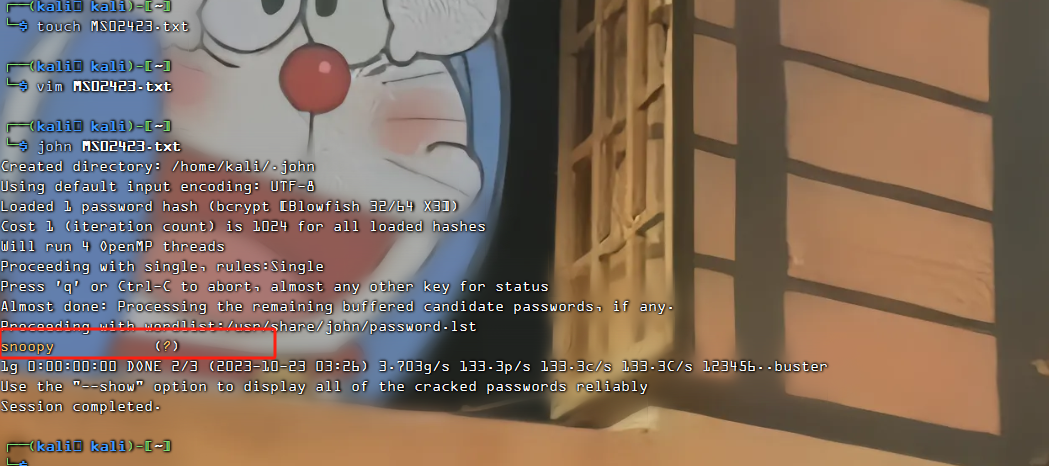 ┌──(kali㉿ kali)-[~]
└─$ touch MS02423.txt
┌──(kali㉿ kali)-[~]
└─$ vim MS02423.txt
┌──(kali㉿ kali)-[~]
└─$ john MS02423.txt
Created directory: /home/kali/.john
Using default input encoding: UTF-8
Loaded 1 password hash (bcrypt [Blowfish 32/64 X3])
Cost 1 (iteration count) is 1024 for all loaded hashes
Will run 4 OpenMP threads
Proceeding with single, rules:Single
Press 'q' or Ctrl-C to abort, almost any other key for status
Almost done: Processing the remaining buffered candidate passwords, if any.
Proceeding with wordlist:/usr/share/john/password.lst
snoopy (?)
1g 0:00:00:00 DONE 2/3 (2023-10-23 03:26) 3.703g/s 133.3p/s 133.3c/s 133.3C/s 123456..buster
Use the "--show" option to display all of the cracked passwords reliably
Session completed.
┌──(kali㉿ kali)-[~]